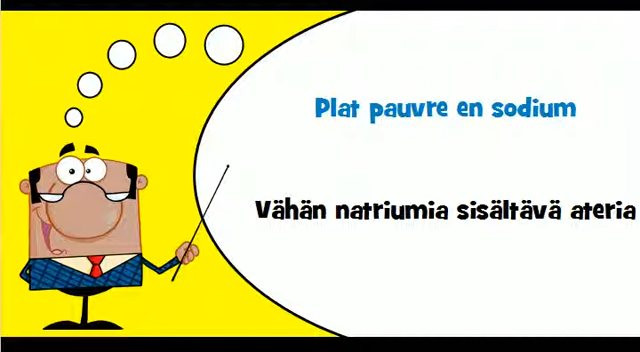 Plat pauvre en sodium
Vähän natriumia sisältävä ateria